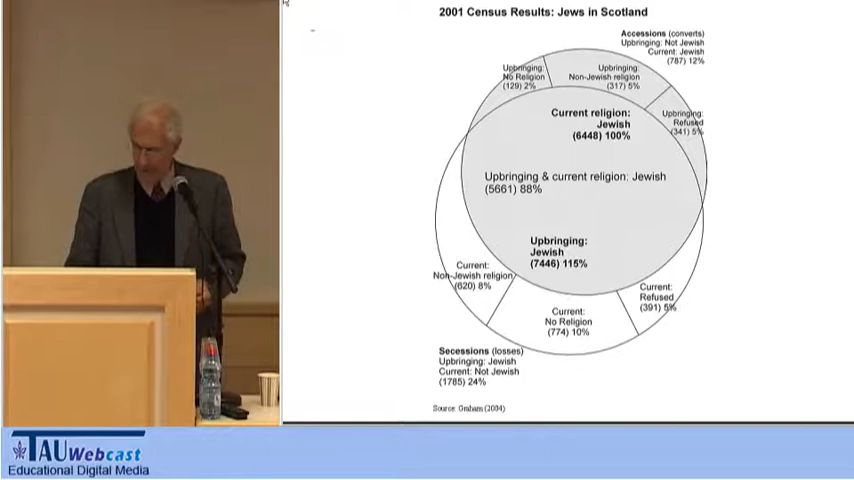 2001 Census Results: Jews in Scotland
Accessions (converts)
Upbringing: Not Jewish
Current: Jewish
(787) 12%
Upbringing:
No Religion
(129) 2%
Upbringing:
Non-Jewish religion
(317) 5%
Upbringing:
Refused
(341) 5%
Current religion:
Jewish
(6448) 100%
Upbringing & current religion: Jewish
(5661) 88%
Upbringing:
Jewish
(7446) 115%
Current:
Non-Jewish religion
(620) 8%
Current:
No Religion
(774) 10%
Current:
Refused
(391) 5%
Secessions (losses)
Upbringing: Jewish
Current: Not Jewish
(1785) 24%
Source: Graham (2004)
TAU Webcast
Educational Digital Media